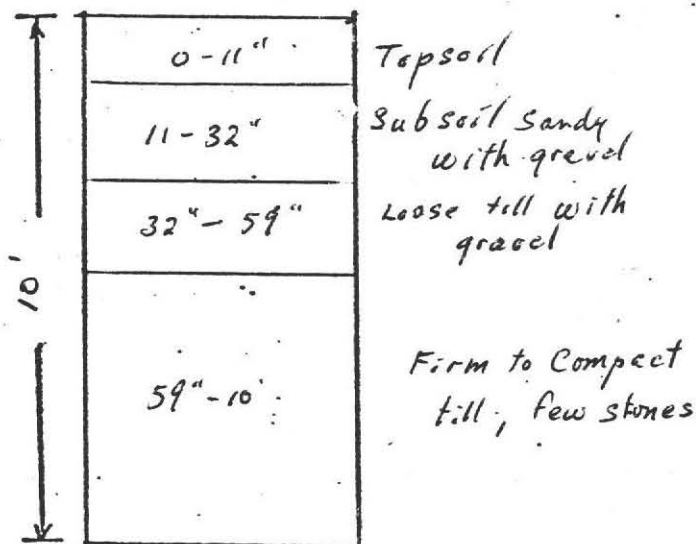 0-11" Topsoil
11-32" Subsoil sandy
with gravel
32"-59" Loose till with
gravel
10'
59"-10' Firm to Compact
till, few stones